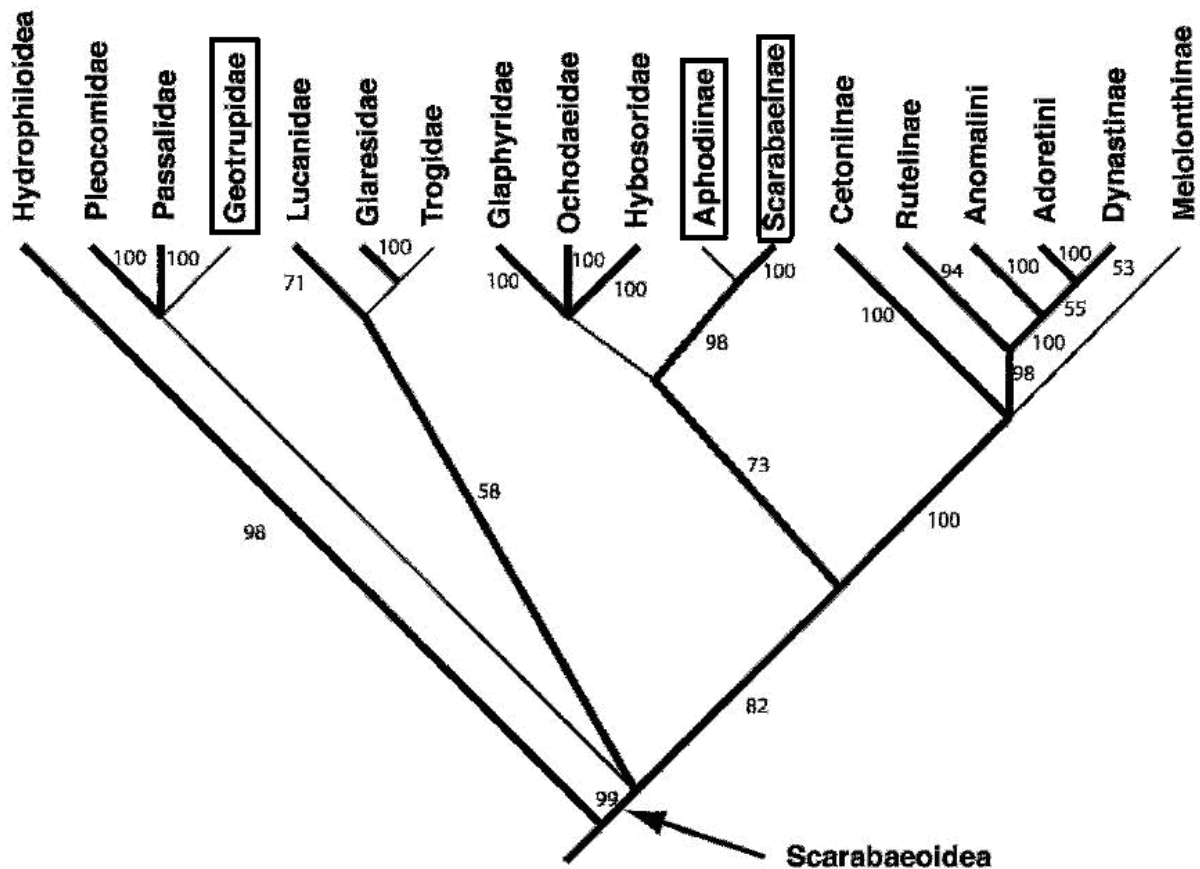 Hydrophiloidea
Pleocomidae
Passalidae
Geotrupidae
Lucanidae
Glaresidae
Trogidae
Glaphyridae
Ochodaeidae
Hybosoridae
Aphodiinae
Scarabaeinae
Cetoniinae
Rutelinae
Anomalini
Adoretini
Dynastinae
Melolonthinae
100
100
71
100
100
100
100
100
98
100
94
100
100
53
55
100
98
73
58
98
100
82
99
Scarabaeoidea